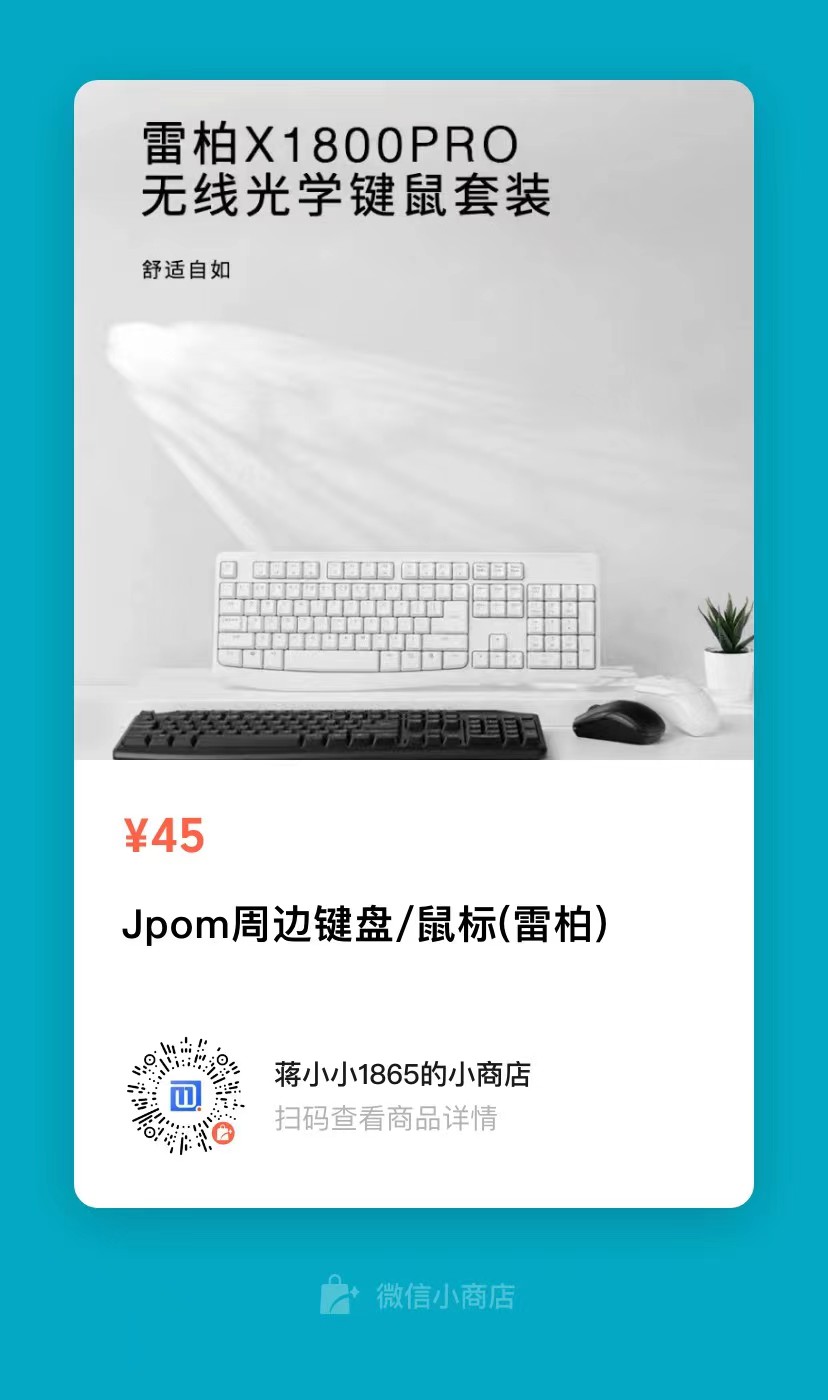 雷柏X1800PRO
无线光学键鼠套装
舒适自如
¥45
Jpom周边键盘/鼠标(雷柏)
蒋小小1865的小商店
扫码查看商品详情
微信小商店